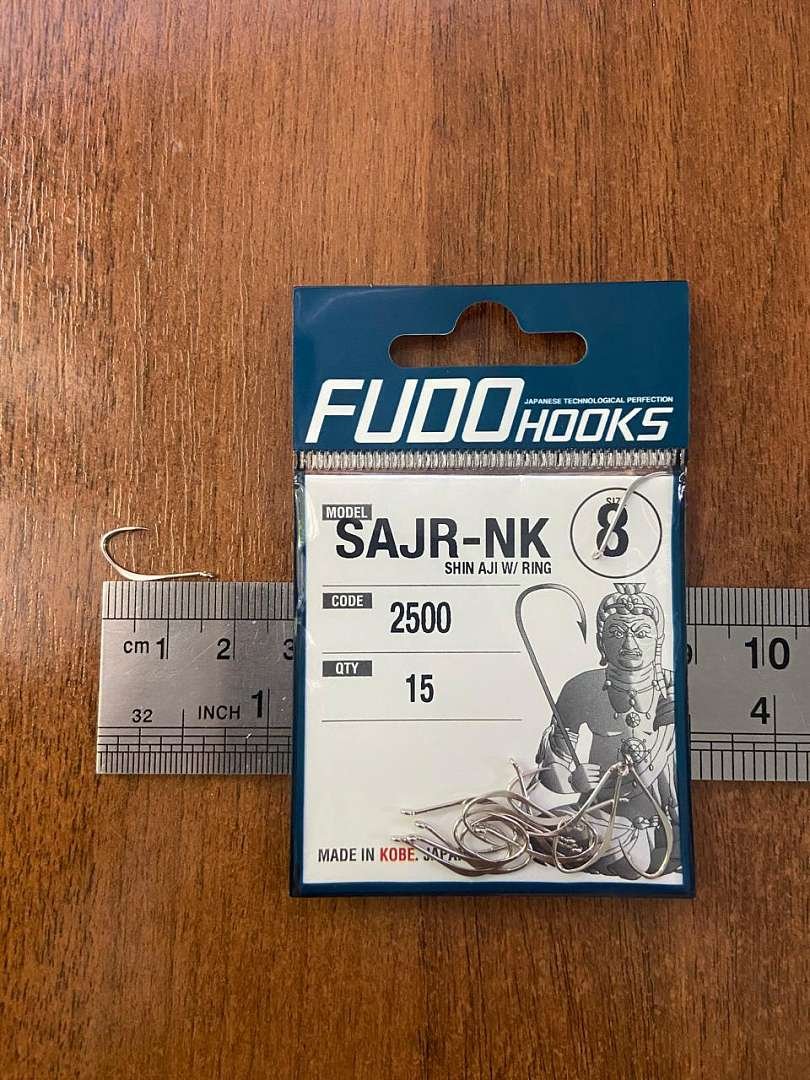 FUDO HOOKS
JAPANESE TECHNOLOGICAL PERFECTION
MODEL
SAJR-NK
SHIN AJI W/ RING
8
CODE
2500
QTY
15
MADE IN KOBE. JAPA
cm 1 2 3 10
32 INCH 1 4